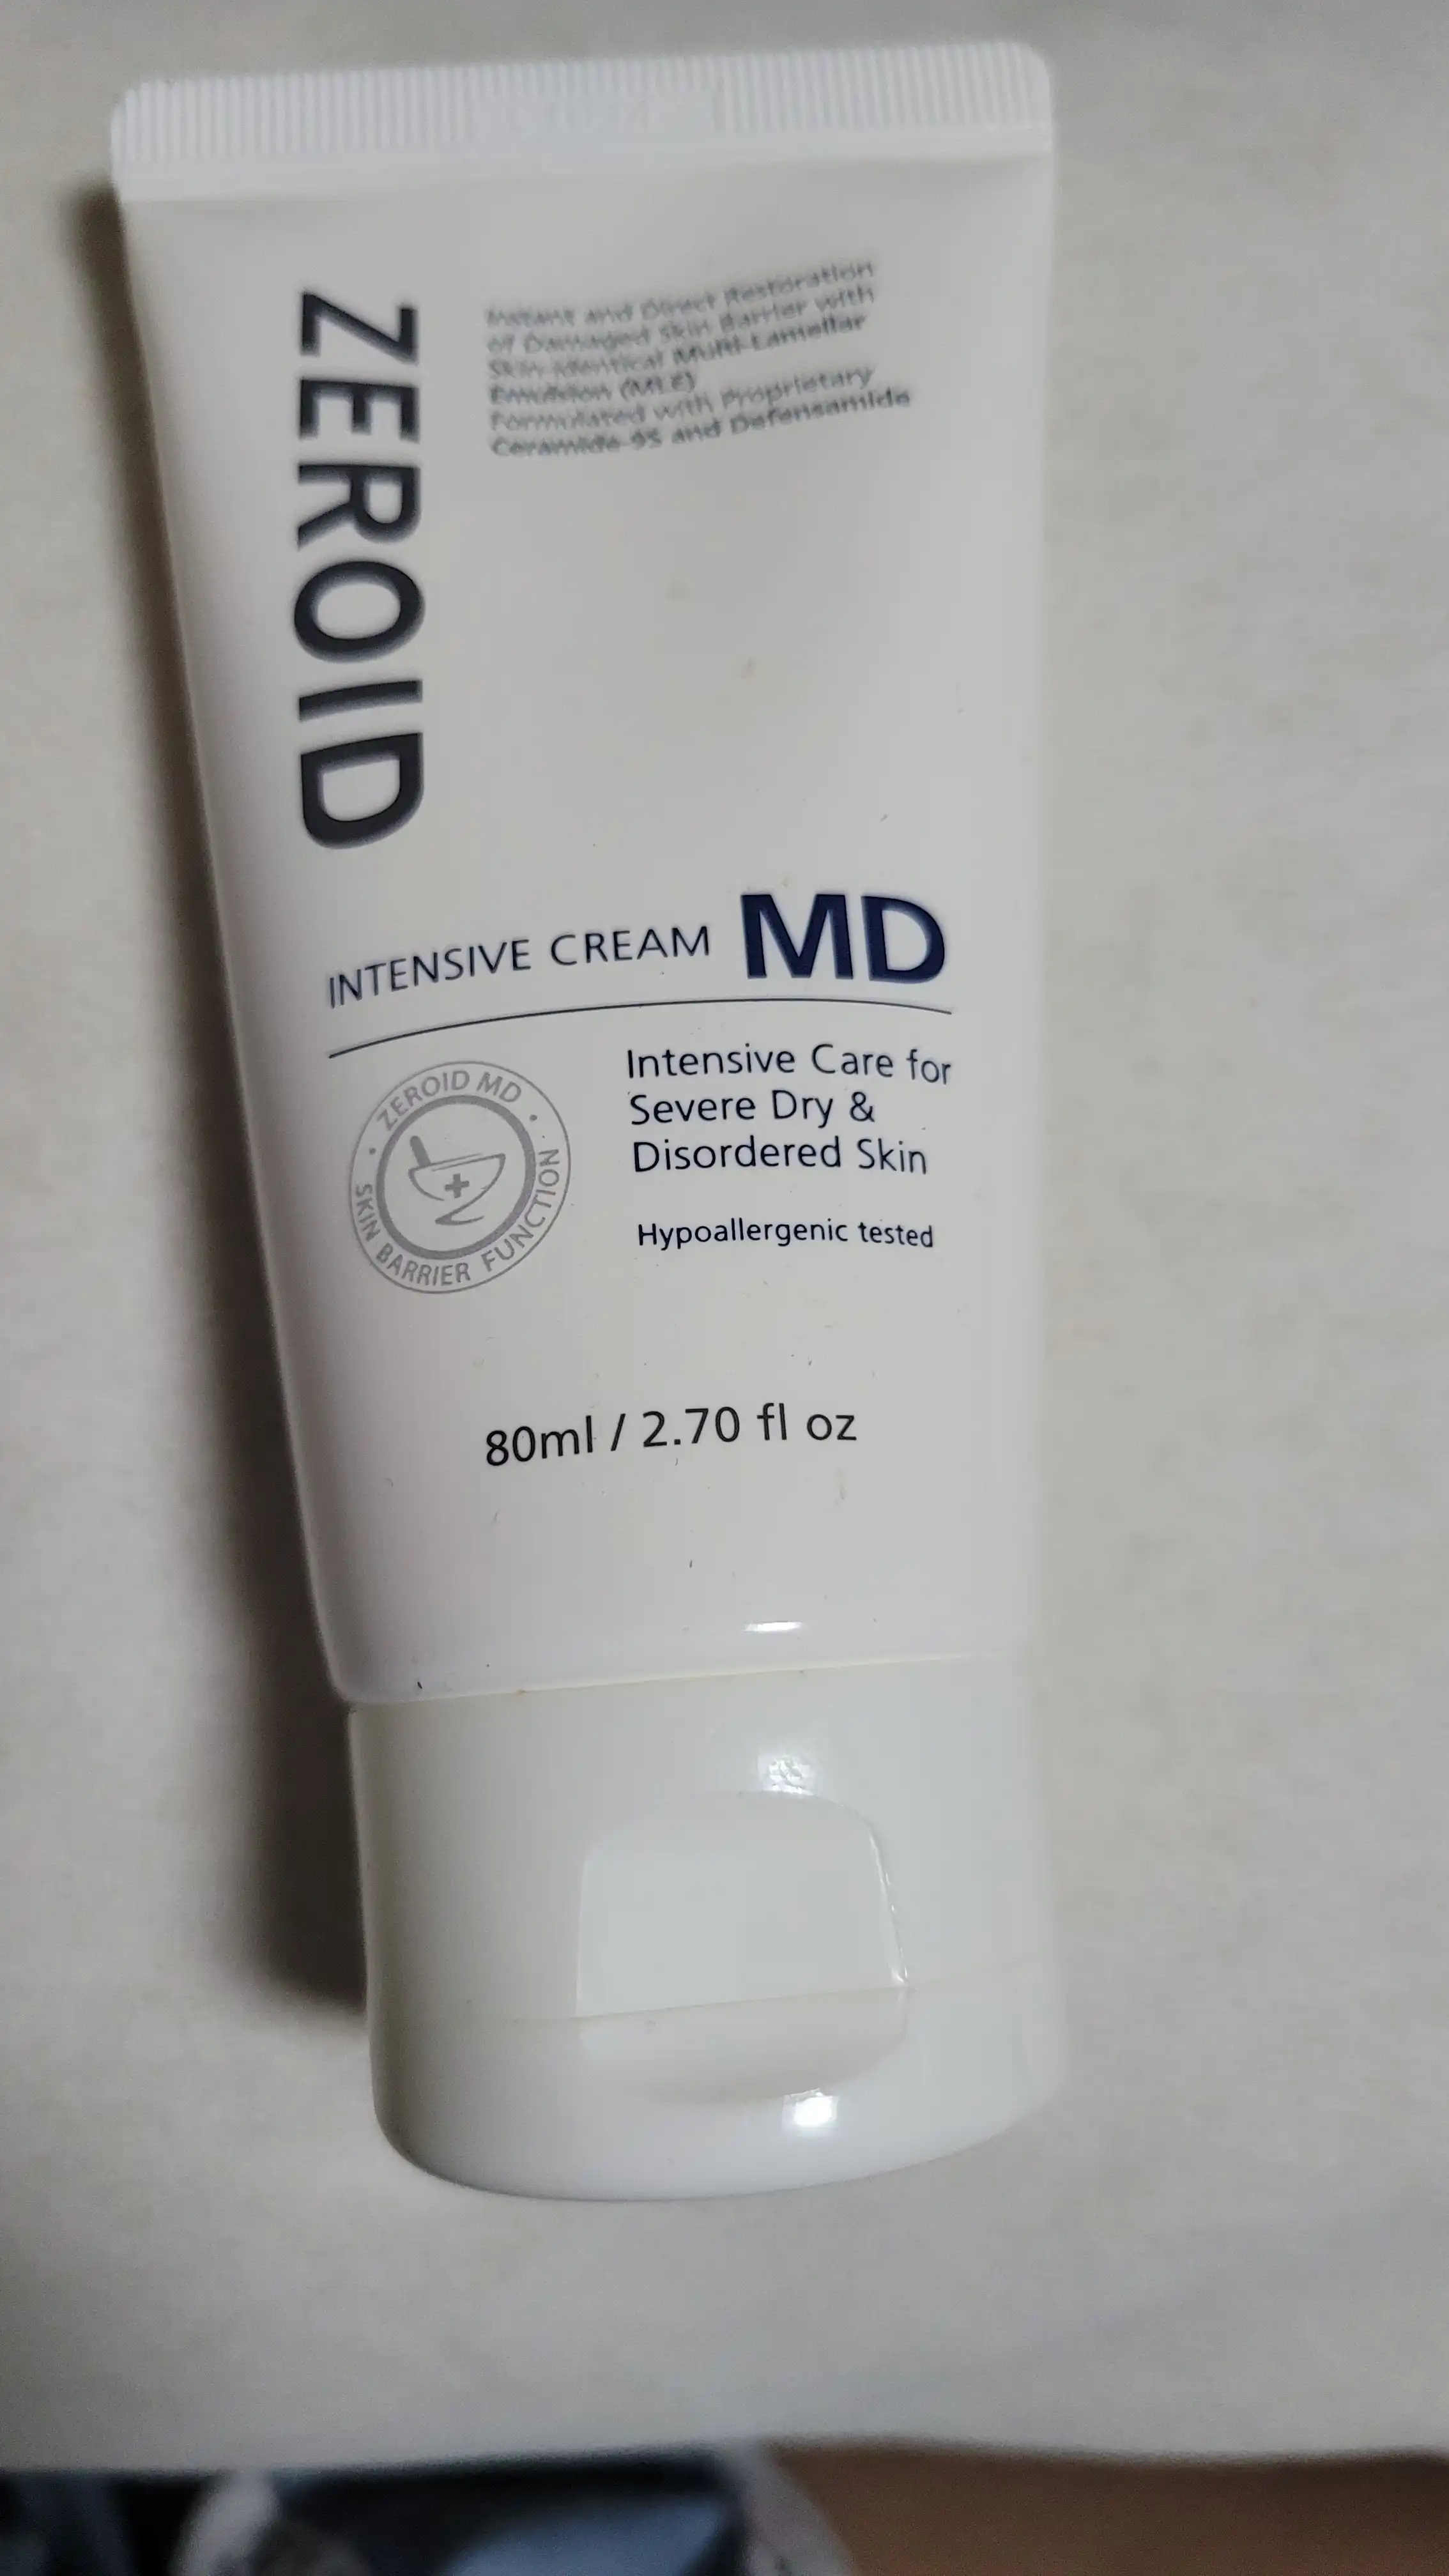 ZEROID
Instant and Direct Restoration
of Damaged Skin Barrier with
Skin-identical Multi-Lamellar
Emulsion (MLE)
Formulated with Proprietary
Ceramide-9S and Defensamide
INTENSIVE CREAM MD
ZEROID MD
SKIN BARRIER FUNCTION
Intensive Care for
Severe Dry &
Disordered Skin
Hypoallergenic tested
80ml / 2.70 fl oz